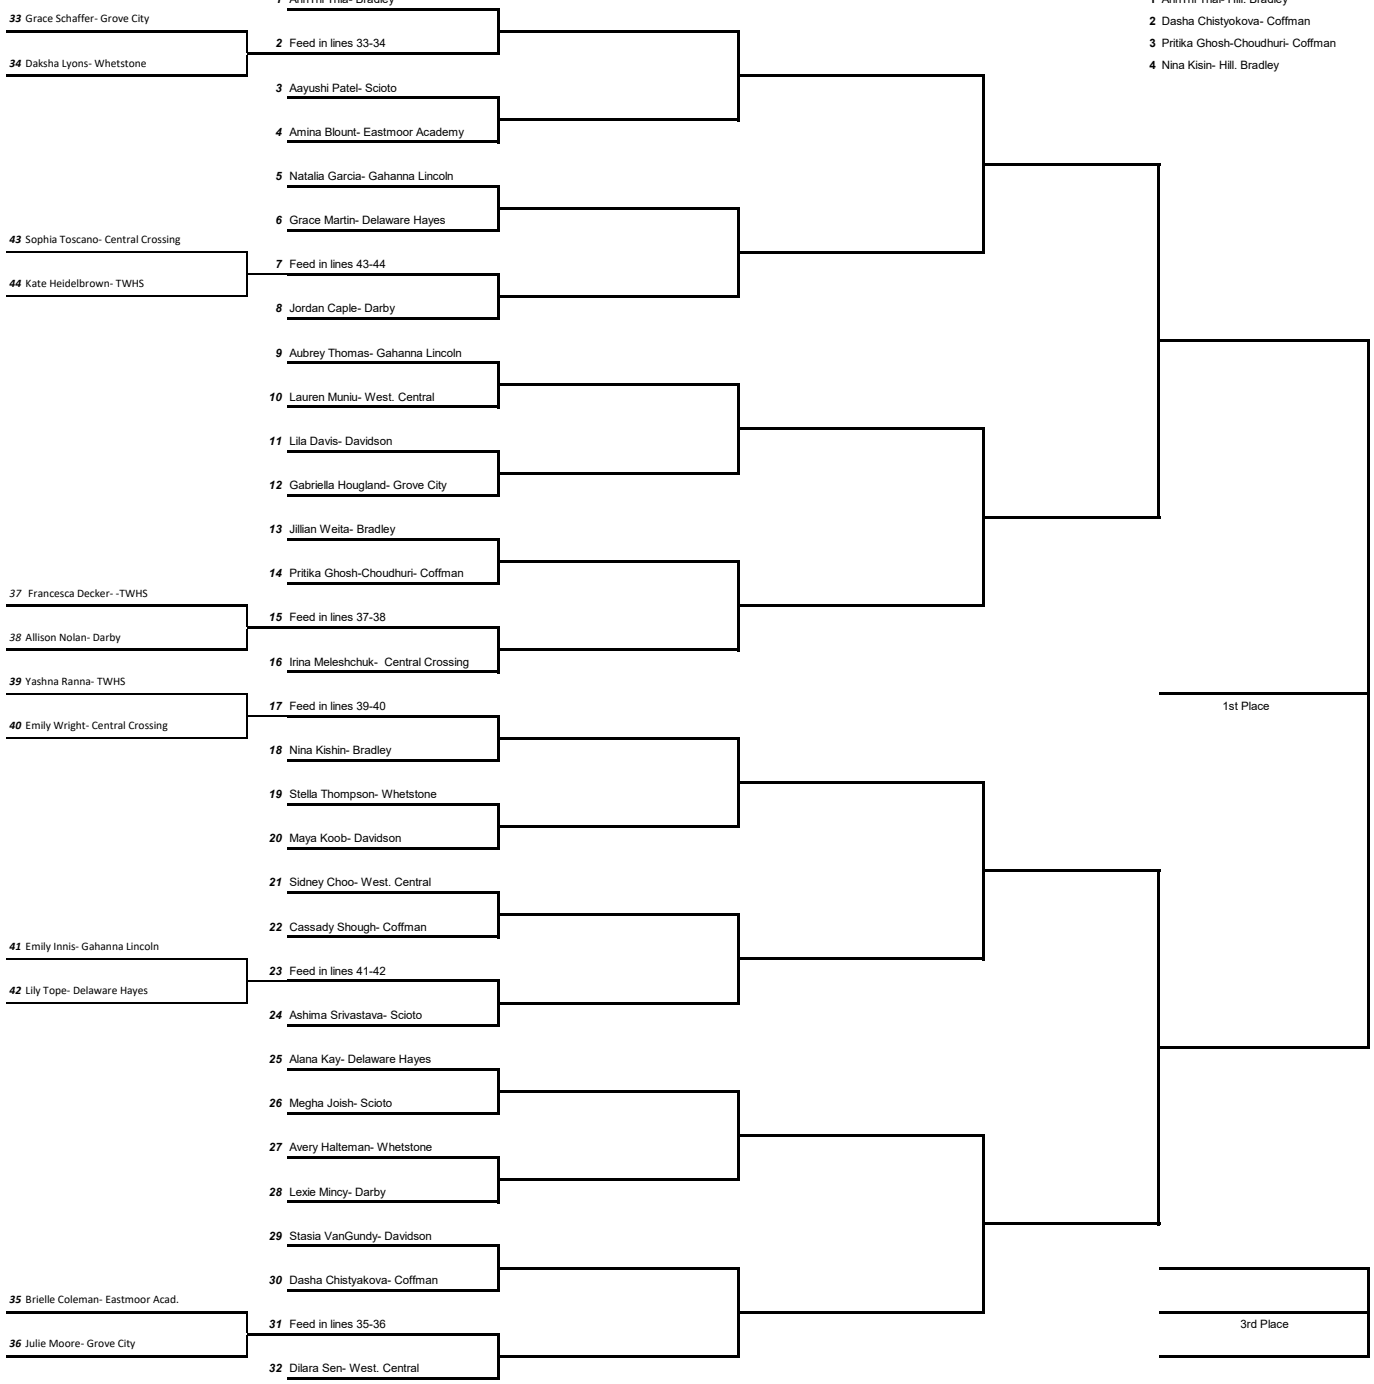 33 Grace Schaffer- Grove City
34 Daksha Lyons- Whetstone
43 Sophia Toscano- Central Crossing
44 Kate Heidelbrown- TWHS
37 Francesca Decker- -TWHS
38 Allison Nolan- Darby
39 Yashna Ranna- TWHS
40 Emily Wright- Central Crossing
41 Emily Innis- Gahanna Lincoln
42 Lily Tope- Delaware Hayes
35 Brielle Coleman- Eastmoor Acad.
36 Julie Moore- Grove City
Bradley
2 Feed in lines 33-34
3 Aayushi Patel- Scioto
4 Amina Blount- Eastmoor Academy
5 Natalia Garcia- Gahanna Lincoln
6 Grace Martin- Delaware Hayes
7 Feed in lines 43-44
8 Jordan Caple- Darby
9 Aubrey Thomas- Gahanna Lincoln
10 Lauren Muniu- West. Central
11 Lila Davis- Davidson
12 Gabriella Hougland- Grove City
13 Jillian Weita- Bradley
14 Pritika Ghosh-Choudhuri- Coffman
15 Feed in lines 37-38
16 Irina Meleshchuk- Central Crossing
17 Feed in lines 39-40
18 Nina Kishin- Bradley
19 Stella Thompson- Whetstone
20 Maya Koob- Davidson
21 Sidney Choo- West. Central
22 Cassady Shough- Coffman
23 Feed in lines 41-42
24 Ashima Srivastava- Scioto
25 Alana Kay- Delaware Hayes
26 Megha Joish- Scioto
27 Avery Halteman- Whetstone
28 Lexie Mincy- Darby
29 Stasia VanGundy- Davidson
30 Dasha Chistyakova- Coffman
31 Feed in lines 35-36
32 Dilara Sen- West. Central
Hill. Bradley
2 Dasha Chistyokova- Coffman
3 Pritika Ghosh-Choudhuri- Coffman
4 Nina Kisin- Hill. Bradley
1st Place
3rd Place